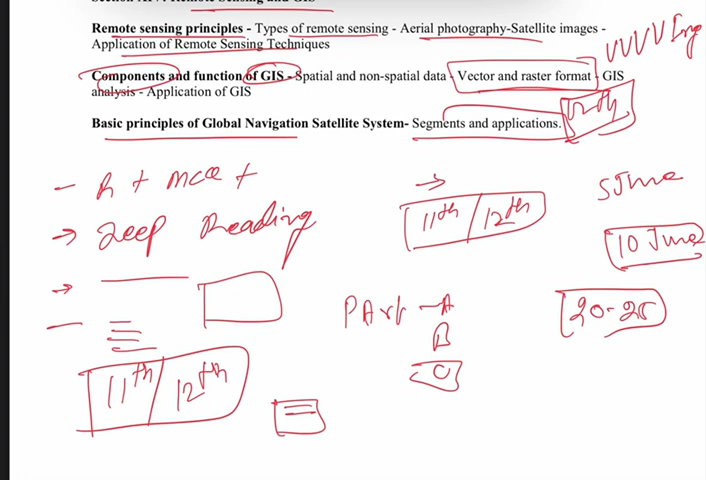 Remote sensing principles - Types of remote sensing - Aerial photography-Satellite images -
Application of Remote Sensing Techniques
VVVV Img
Components and function of GIS - Spatial and non-spatial data - Vector and raster format - GIS
analysis - Application of GIS
Basic principles of Global Navigation Satellite System- Segments and applications.
12th
- R + MCQ +
→ Deep Reading
→ 11th / 12th
5 June
10 June
20-25
PArt - A
B
C
11th / 12th